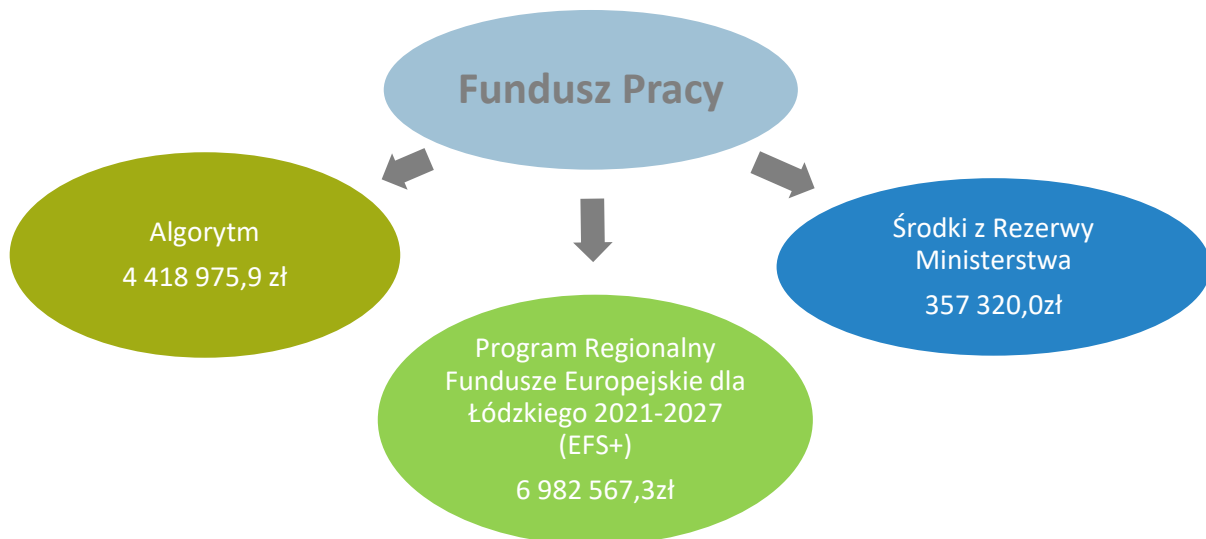 Fundusz Pracy
Algorytm
4 418 975,9 zł
Środki z Rezerwy
Ministerstwa
357 320,0zł
Program Regionalny
Fundusze Europejskie dla
Łódzkiego 2021-2027
(EFS+)
6 982 567,3zł